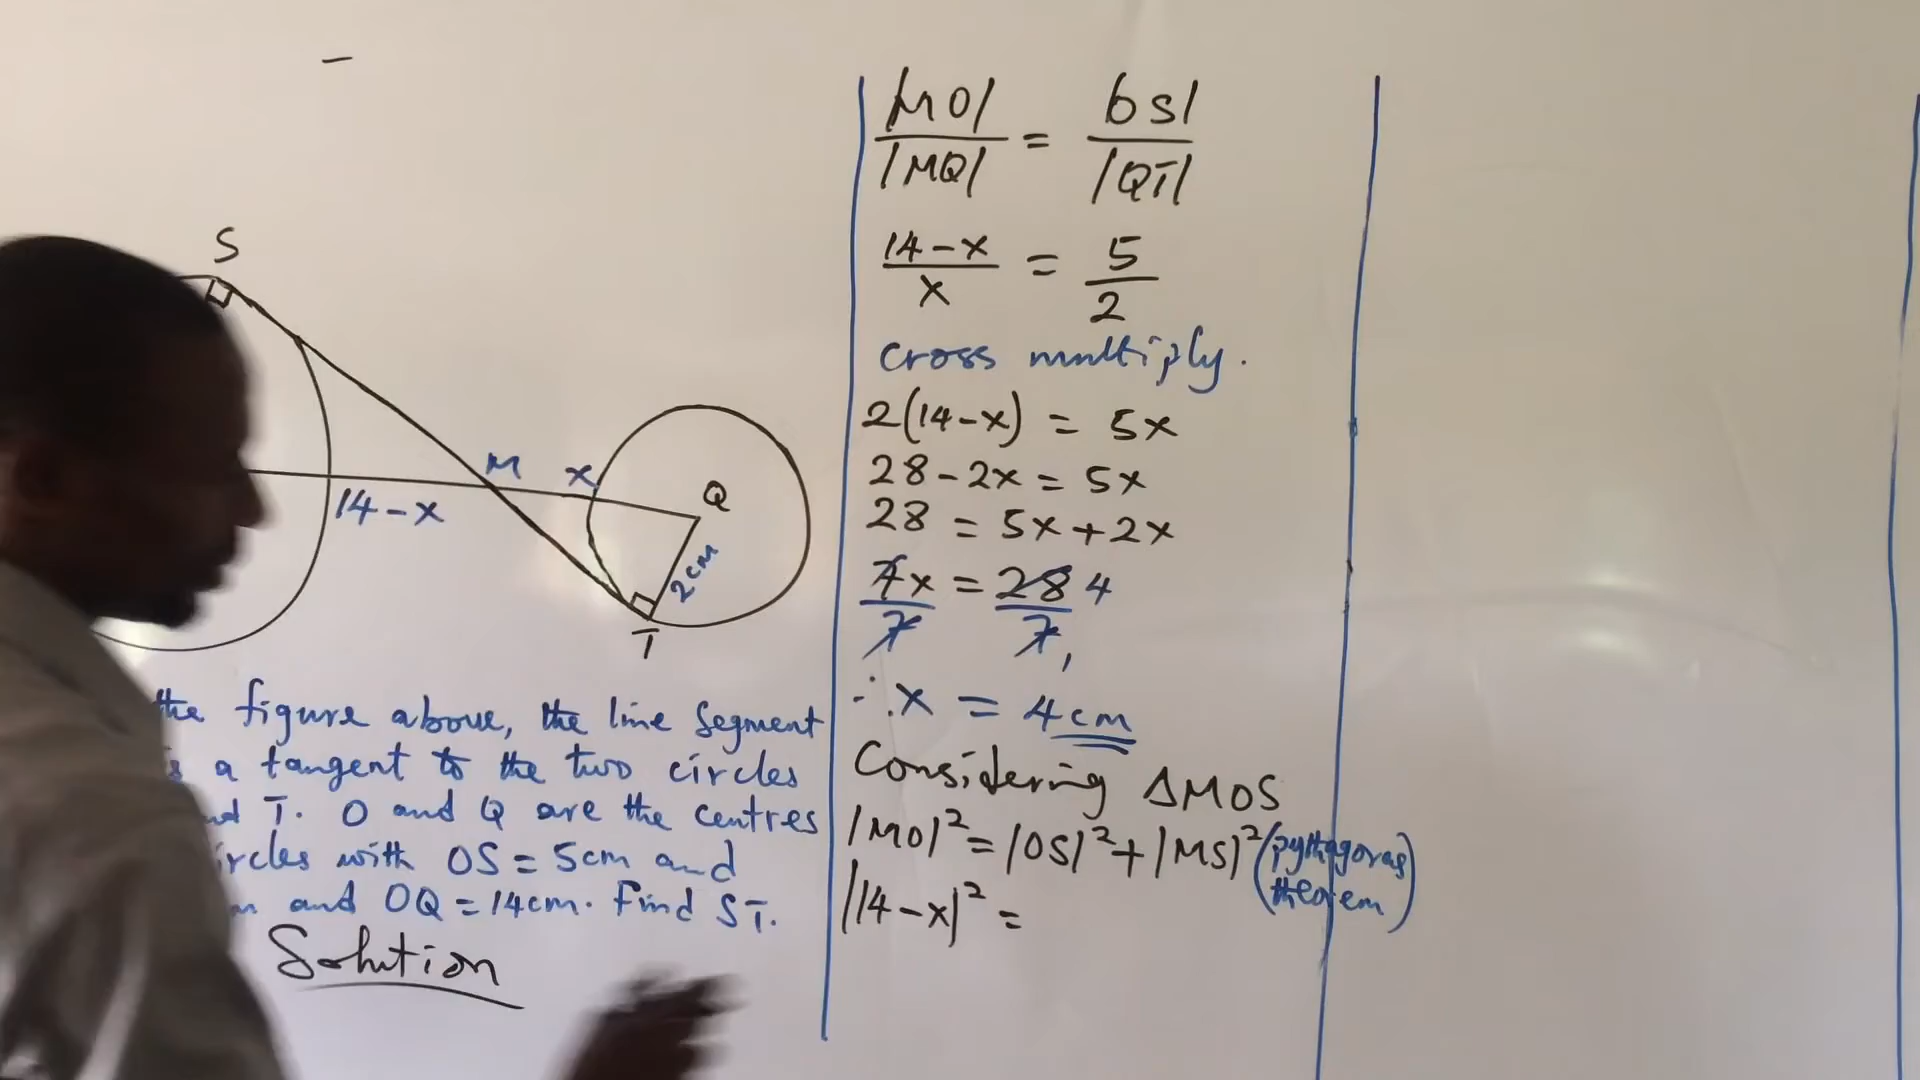 S
M
x
Q
14-x
2cm
T
the figure above, the line segment
is a tangent to the two circles
T. O and Q are the centres
circles with OS = 5cm and
and OQ = 14cm. Find ST.
Solution
|MO| / |MQ| = |OS| / |QT|
14-x / x = 5 / 2
cross multiply.
2(14-x) = 5x
28-2x = 5x
28 = 5x+2x
7x / 7 = 28 4 / 7 1
∴x = 4cm
Considering ΔMOS
|MO|² = |OS|² + |MS|² (pythagoras theorem)
|14-x|² =